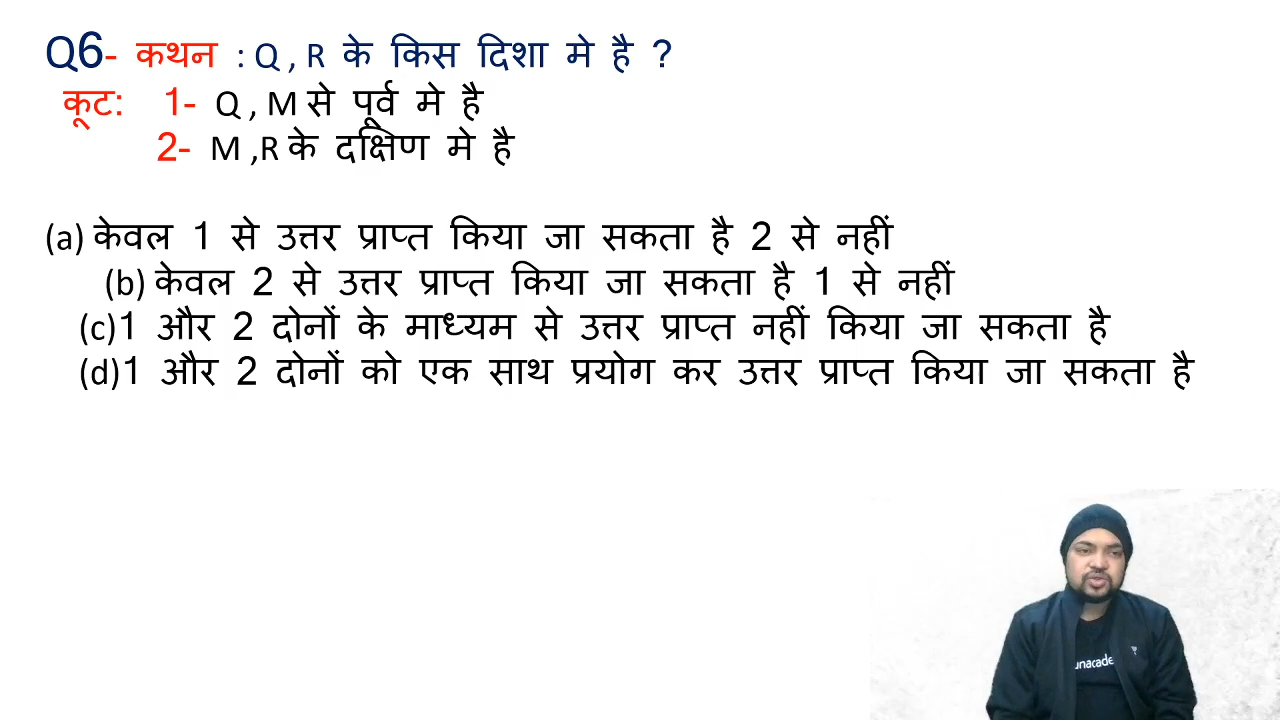 Q6- कथन : Q , R के किस दिशा मे है ?
कूट: 1- Q , M से पूर्व मे है
2- M ,R के दक्षिण मे है
(a) केवल 1 से उत्तर प्राप्त किया जा सकता है 2 से नहीं
(b) केवल 2 से उत्तर प्राप्त किया जा सकता है 1 से नहीं
(c)1 और 2 दोनों के माध्यम से उत्तर प्राप्त नहीं किया जा सकता है
(d)1 और 2 दोनों को एक साथ प्रयोग कर उत्तर प्राप्त किया जा सकता है
unacade